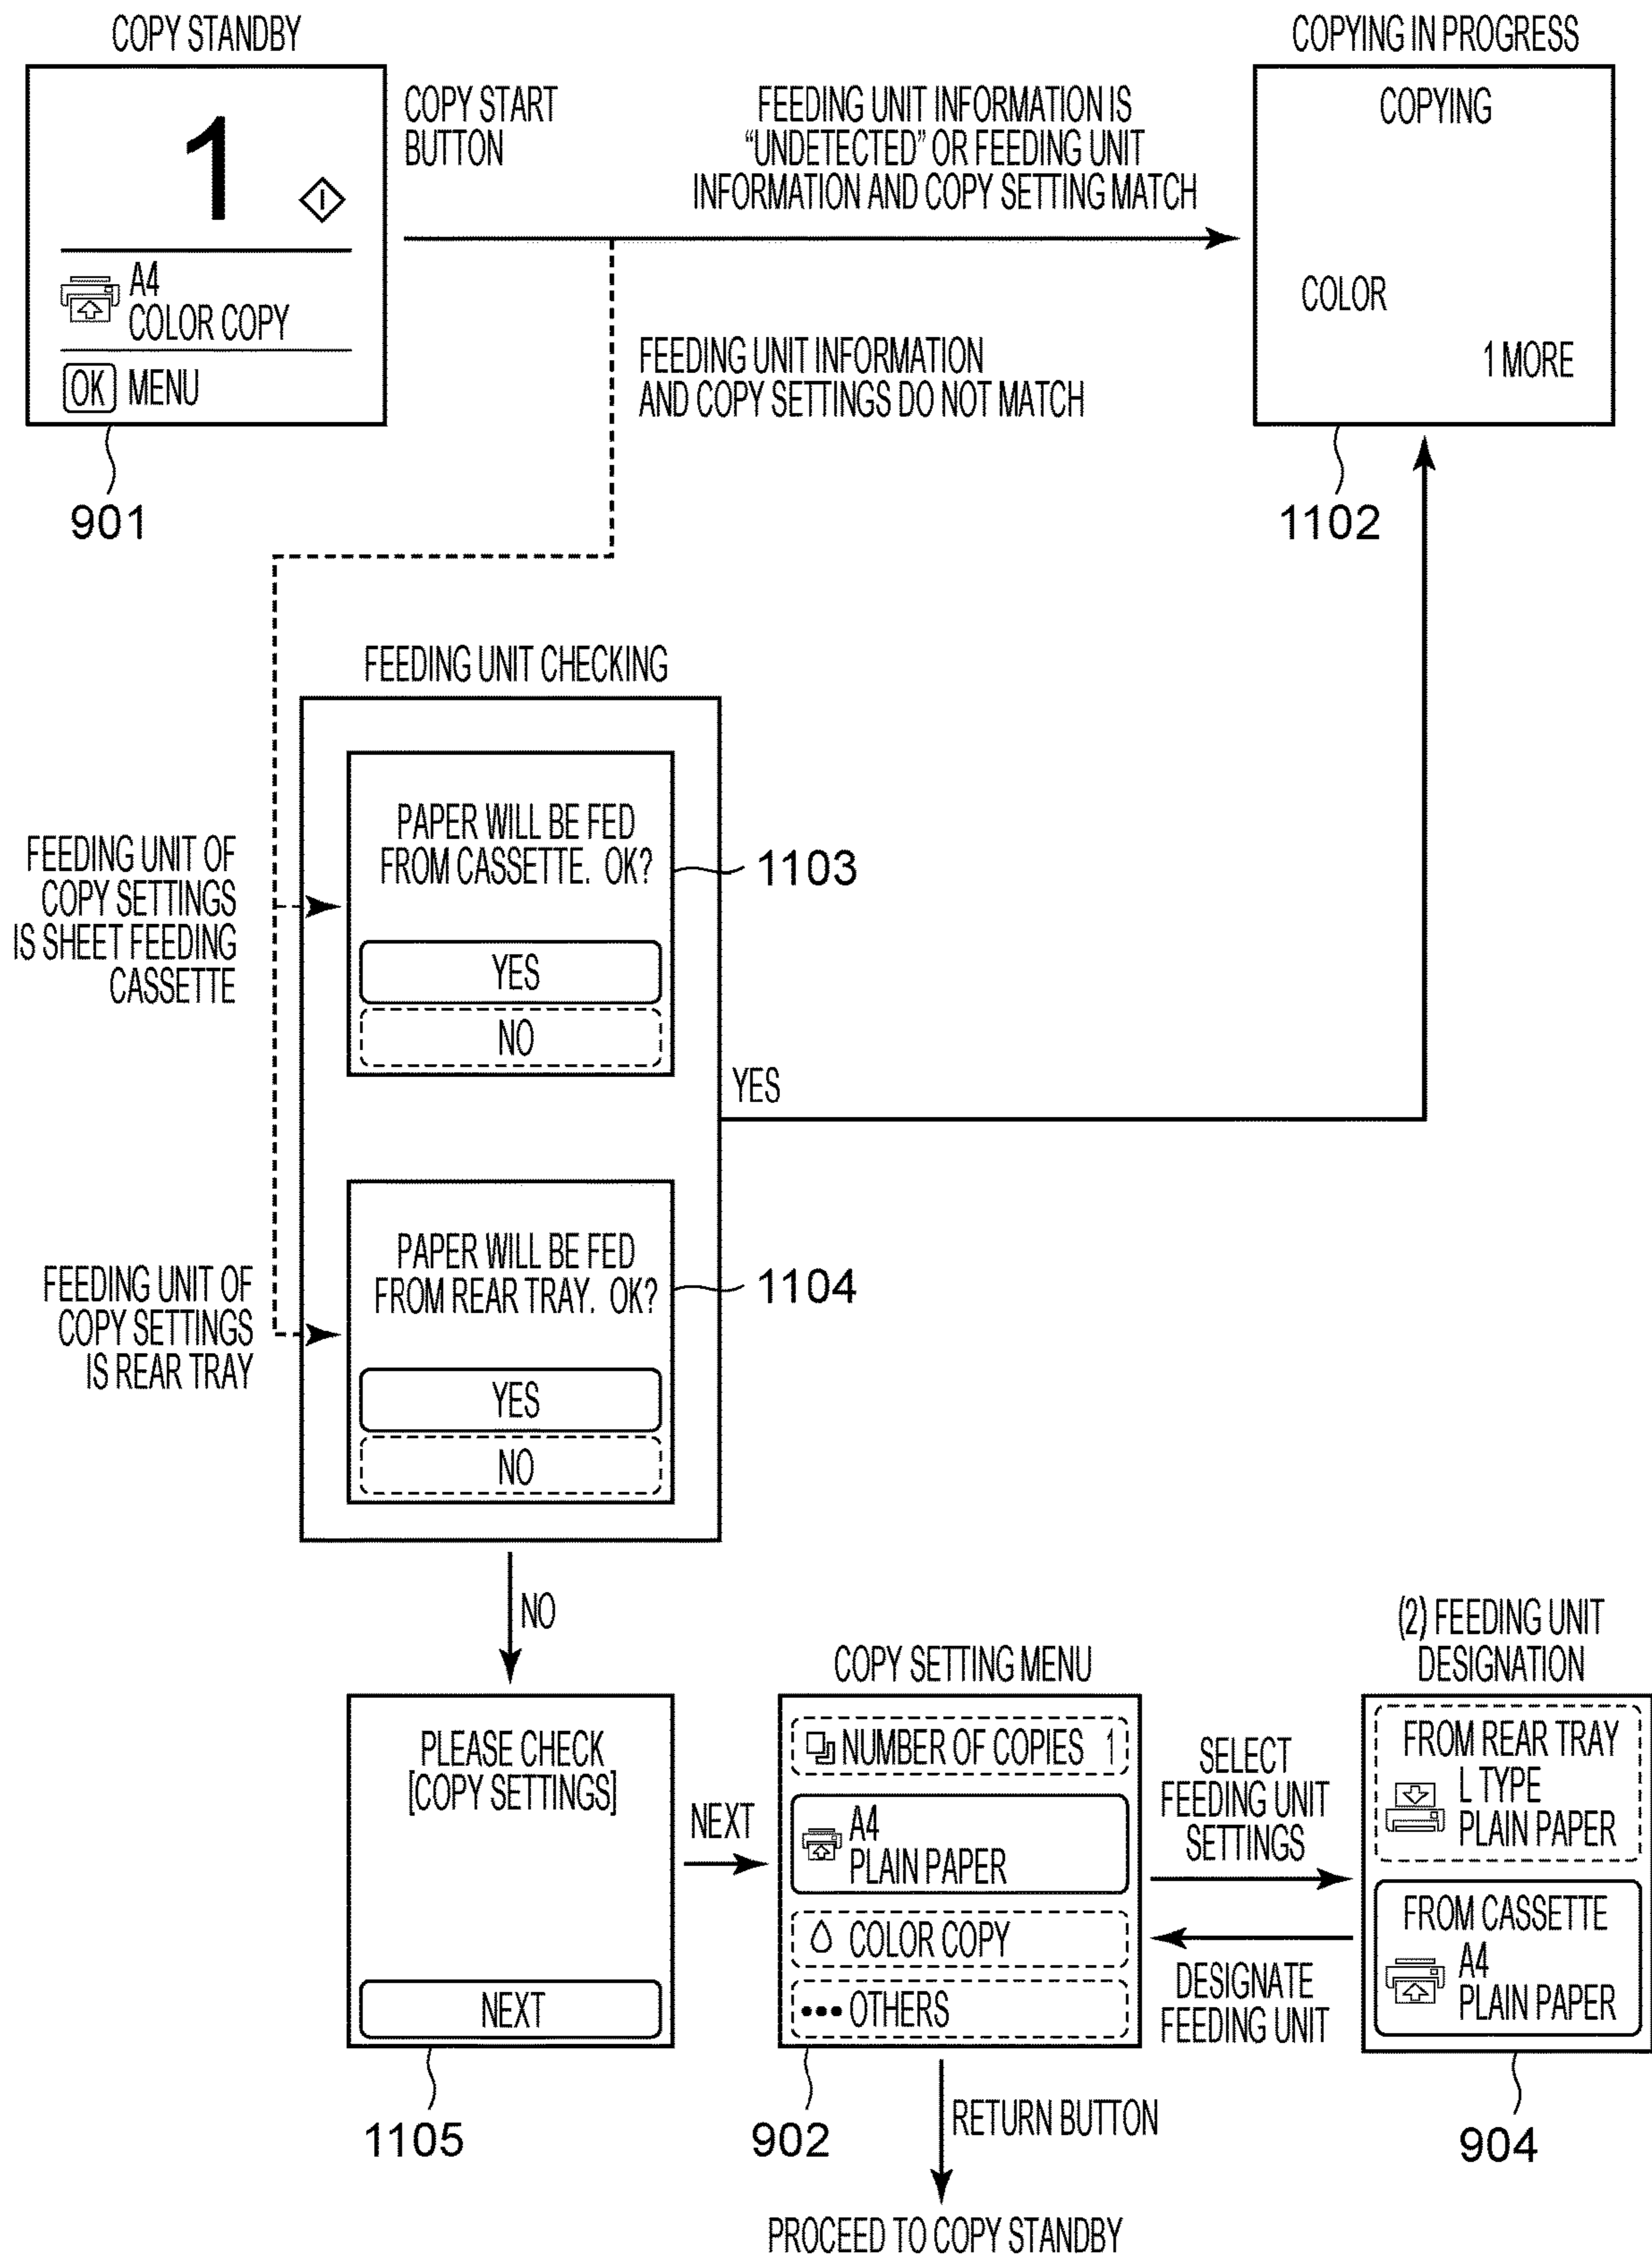 COPY STANDBY
1
A4
COLOR COPY
OK MENU
901
COPY START
BUTTON
FEEDING UNIT INFORMATION IS
“UNDETECTED” OR FEEDING UNIT
INFORMATION AND COPY SETTING MATCH
FEEDING UNIT INFORMATION
AND COPY SETTINGS DO NOT MATCH
COPYING IN PROGRESS
COPYING
COLOR
1 MORE
1102
FEEDING UNIT CHECKING
FEEDING UNIT OF
COPY SETTINGS
IS SHEET FEEDING
CASSETTE
PAPER WILL BE FED
FROM CASSETTE. OK?
YES
NO
1103
YES
FEEDING UNIT OF
COPY SETTINGS
IS REAR TRAY
PAPER WILL BE FED
FROM REAR TRAY. OK?
YES
NO
1104
NO
PLEASE CHECK
[COPY SETTINGS]
NEXT
1105
NEXT
COPY SETTING MENU
NUMBER OF COPIES 1
A4
PLAIN PAPER
COLOR COPY
OTHERS
902
SELECT
FEEDING UNIT
SETTINGS
DESIGNATE
FEEDING UNIT
(2) FEEDING UNIT
DESIGNATION
FROM REAR TRAY
L TYPE
PLAIN PAPER
FROM CASSETTE
A4
PLAIN PAPER
904
RETURN BUTTON
PROCEED TO COPY STANDBY